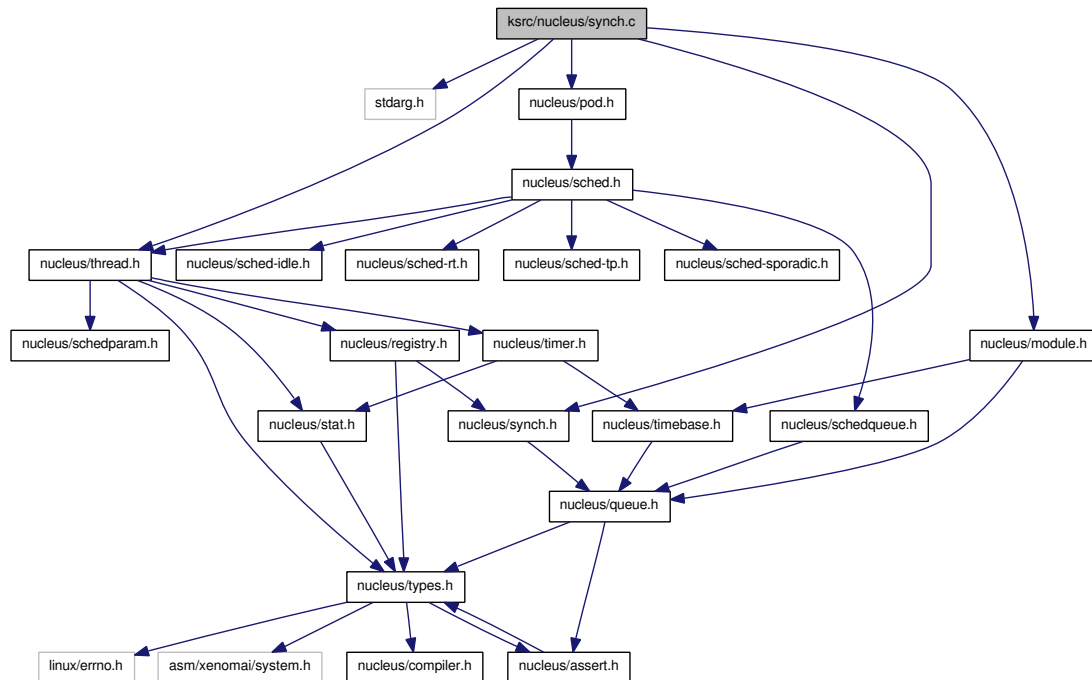 ksrc/nucleus/synch.c
stdarg.h
nucleus/pod.h
nucleus/sched.h
nucleus/thread.h
nucleus/sched-idle.h
nucleus/sched-rt.h
nucleus/sched-tp.h
nucleus/sched-sporadic.h
nucleus/schedparam.h
nucleus/registry.h
nucleus/timer.h
nucleus/module.h
nucleus/stat.h
nucleus/synch.h
nucleus/timebase.h
nucleus/schedqueue.h
nucleus/queue.h
nucleus/types.h
linux/errno.h
asm/xenomai/system.h
nucleus/compiler.h
nucleus/assert.h